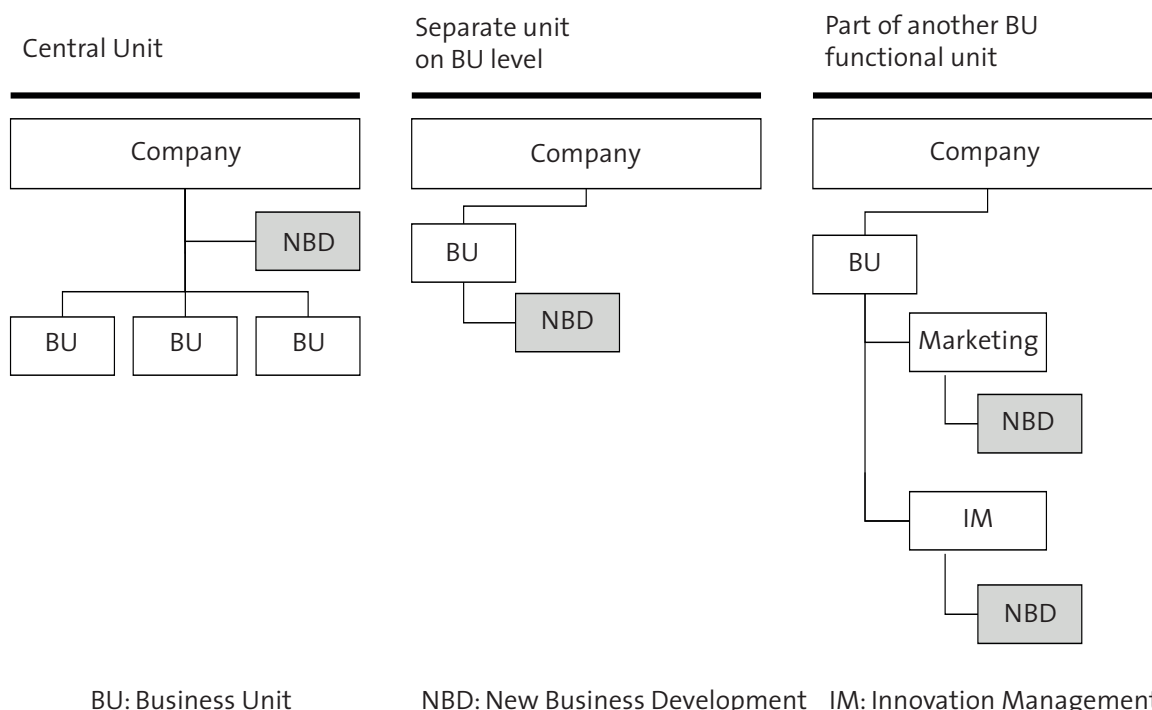 Central Unit
Separate unit
on BU level
Part of another BU
functional unit
Company
NBD
BU
BU
BU
Company
BU
NBD
Company
BU
Marketing
NBD
IM
NBD
BU: Business Unit
NBD: New Business Development
IM: Innovation Management